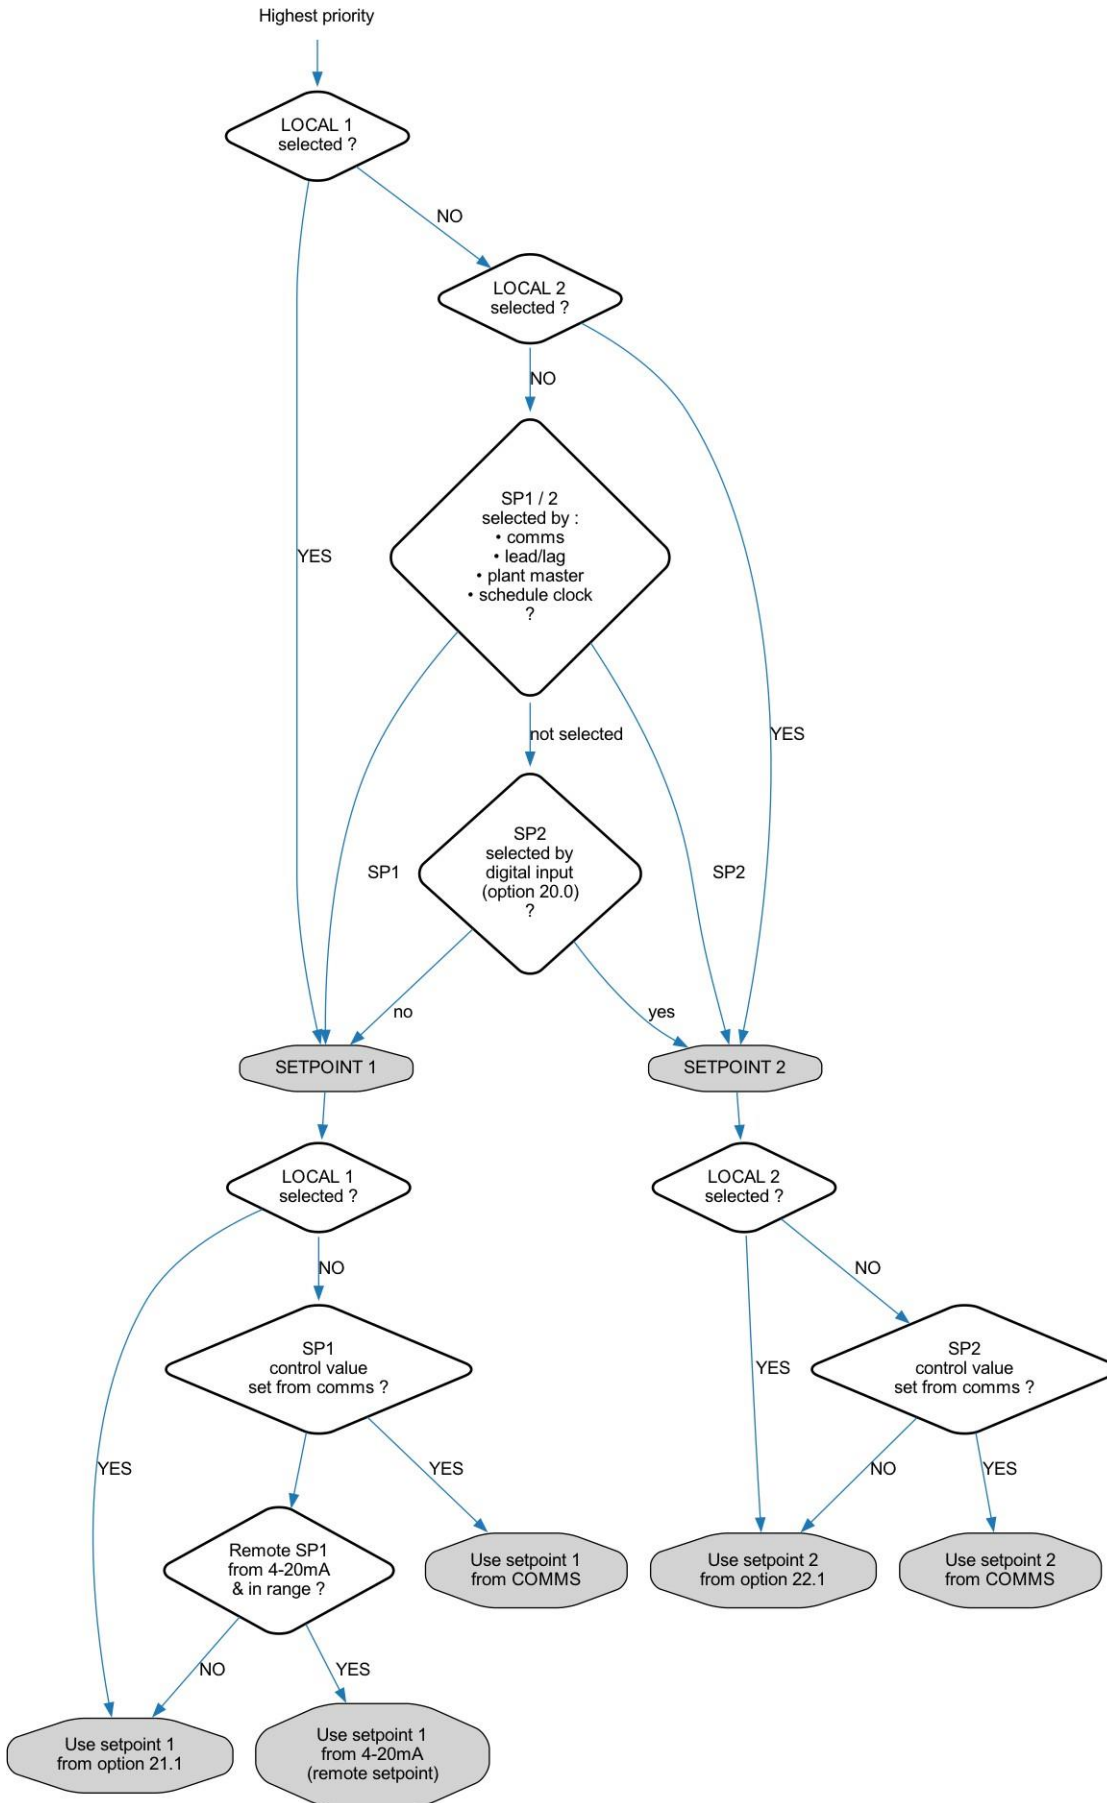 Highest priority
LOCAL 1
selected ?
NO
LOCAL 2
selected ?
NO
SP1 / 2
selected by :
• comms
• lead/lag
• plant master
• schedule clock
?
YES
not selected
YES
SP2
selected by
digital input
(option 20.0)
?
SP1
SP2
no
yes
SETPOINT 1
SETPOINT 2
LOCAL 1
selected ?
LOCAL 2
selected ?
NO
NO
SP1
control value
set from comms ?
SP2
control value
set from comms ?
YES
YES
YES
NO
YES
Remote SP1
from 4-20mA
& in range ?
Use setpoint 1
from COMMS
Use setpoint 2
from option 22.1
Use setpoint 2
from COMMS
NO
YES
Use setpoint 1
from option 21.1
Use setpoint 1
from 4-20mA
(remote setpoint)